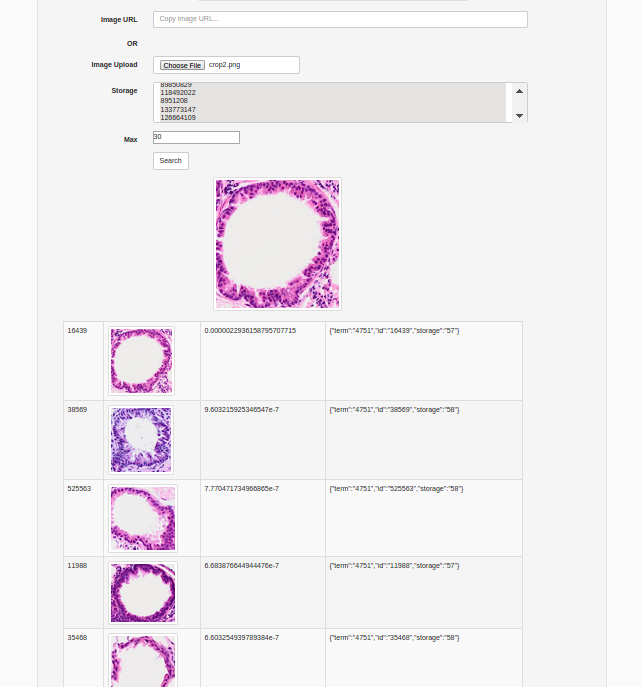 Image URL
Copy image URL...
OR
Image Upload
Choose File crop2.png
Storage
89850829
118492022
8951208
133773147
126664109
Max
30
Search
16439 0.0000022936158795707715 {"term":"4751","id":"16439","storage":"57"}
38569 9.603215925346547e-7 {"term":"4751","id":"38569","storage":"58"}
525563 7.770471734966865e-7 {"term":"4751","id":"525563","storage":"58"}
11988 6.683876644944476e-7 {"term":"4751","id":"11988","storage":"57"}
35468 6.603254939789384e-7 {"term":"4751","id":"35468","storage":"58"}